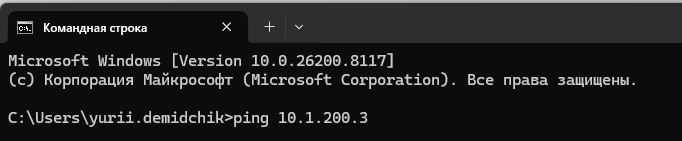 Командная строка
Microsoft Windows [Version 10.0.26200.8117]
(c) Корпорация Майкрософт (Microsoft Corporation). Все права защищены.
C:\Users\yurii.demidchik>ping 10.1.200.3